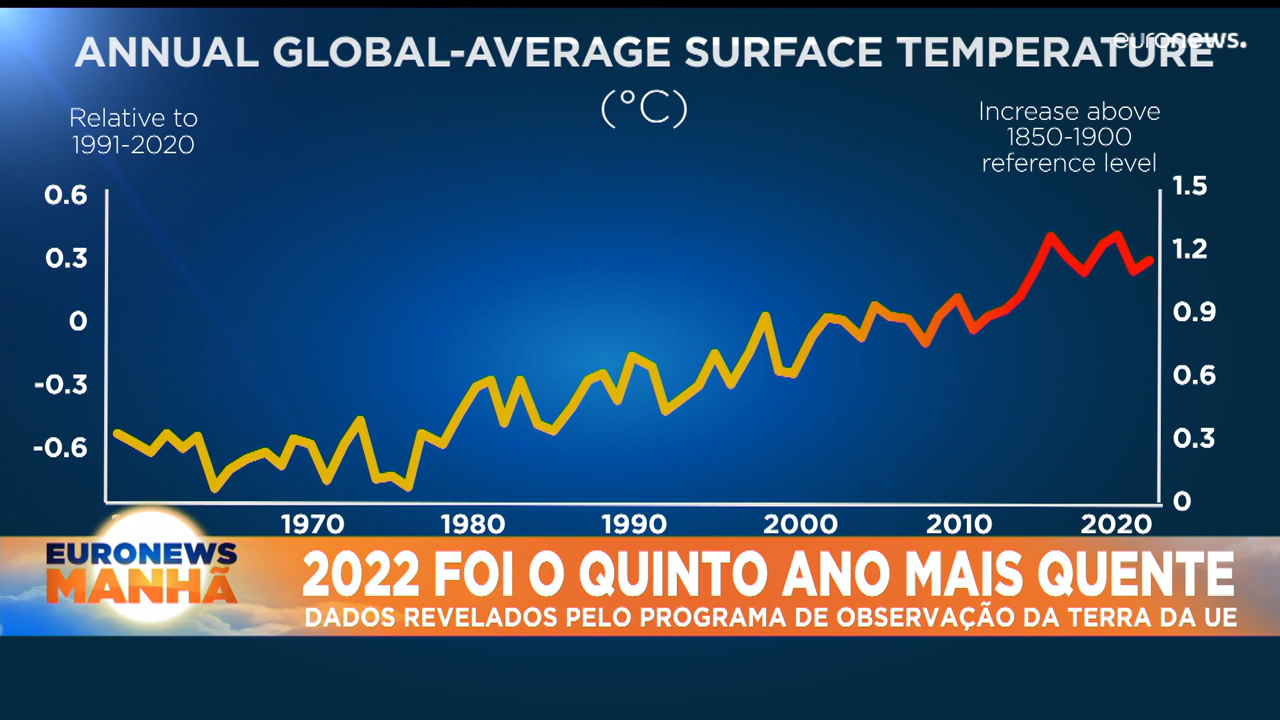 ANNUAL GLOBAL-AVERAGE SURFACE TEMPERATURE
euronews.
(°C)
Relative to
1991-2020
Increase above
1850-1900
reference level
0.6
0.3
0
-0.3
-0.6
1.5
1.2
0.9
0.6
0.3
0
1970 1980 1990 2000 2010 2020
EURONEWS
MANHÃ
2022 FOI O QUINTO ANO MAIS QUENTE
DADOS REVELADOS PELO PROGRAMA DE OBSERVAÇÃO DA TERRA DA UE